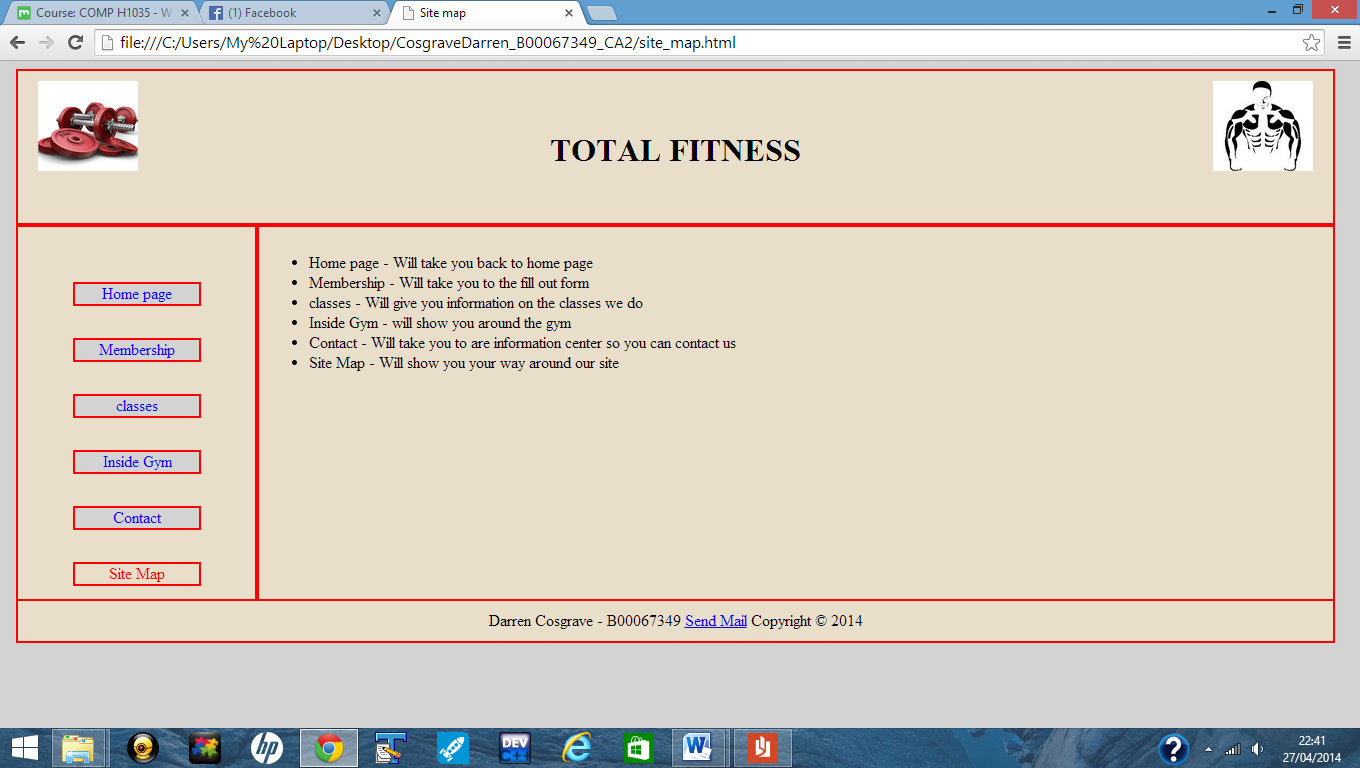 Course: COMP H1035 - W
(1) Facebook
Site map
file:///C:/Users/My%20Laptop/Desktop/CosgraveDarren_B00067349_CA2/site_map.html
TOTAL FITNESS
Home page
Membership
classes
Inside Gym
Contact
Site Map
Home page - Will take you back to home page
Membership - Will take you to the fill out form
classes - Will give you information on the classes we do
Inside Gym - will show you around the gym
Contact - Will take you to are information center so you can contact us
Site Map - Will show you your way around our site
Darren Cosgrave - B00067349 Send Mail Copyright © 2014
hp
DEV
C++
22:41
27/04/2014